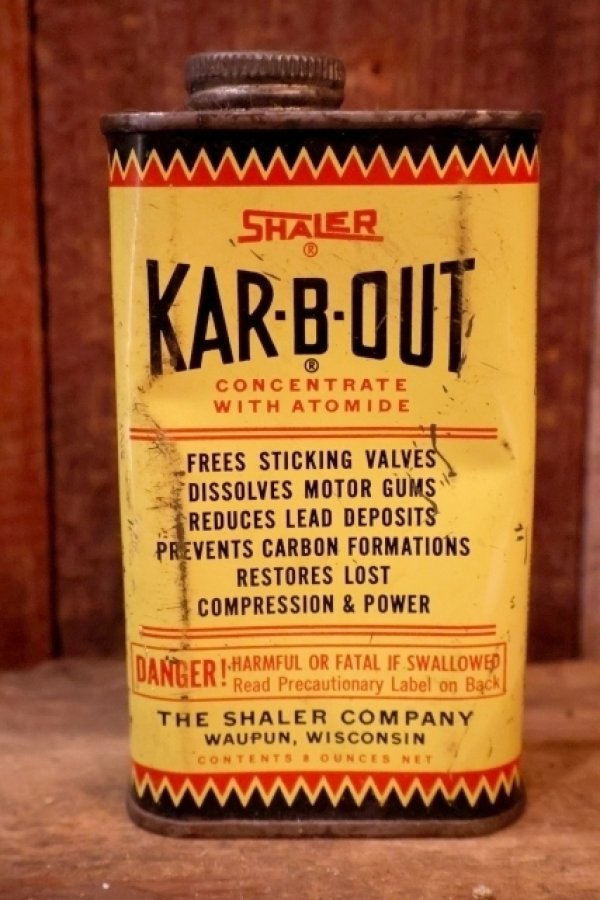 SHALER
®
KAR-B-OUT
®
CONCENTRATE
WITH ATOMIDE
FREES STICKING VALVES
DISSOLVES MOTOR GUMS
REDUCES LEAD DEPOSITS
PREVENTS CARBON FORMATIONS
RESTORES LOST
COMPRESSION & POWER
DANGER! HARMFUL OR FATAL IF SWALLOWED
Read Precautionary Label on Back
THE SHALER COMPANY
WAUPUN, WISCONSIN
CONTENTS 8 OUNCES NET